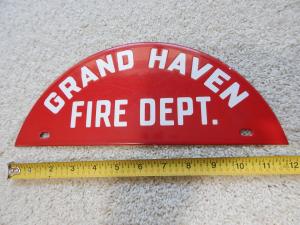 GRAND HAVEN
FIRE DEPT.
1 2 3 4 5 6 7 8 9 10 11 12